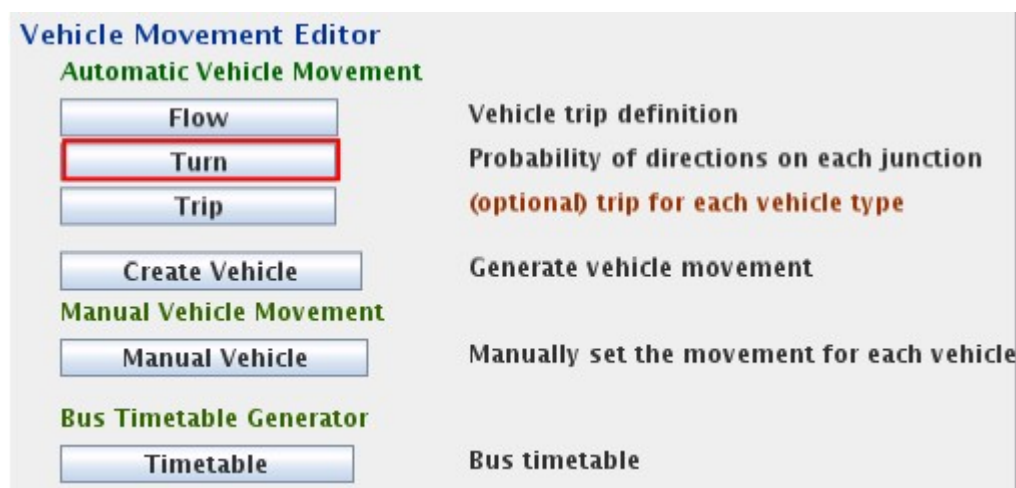 Vehicle Movement Editor
Automatic Vehicle Movement
Flow Vehicle trip definition
Turn Probability of directions on each junction
Trip (optional) trip for each vehicle type
Create Vehicle Generate vehicle movement
Manual Vehicle Movement
Manual Vehicle Manually set the movement for each vehicle
Bus Timetable Generator
Timetable Bus timetable